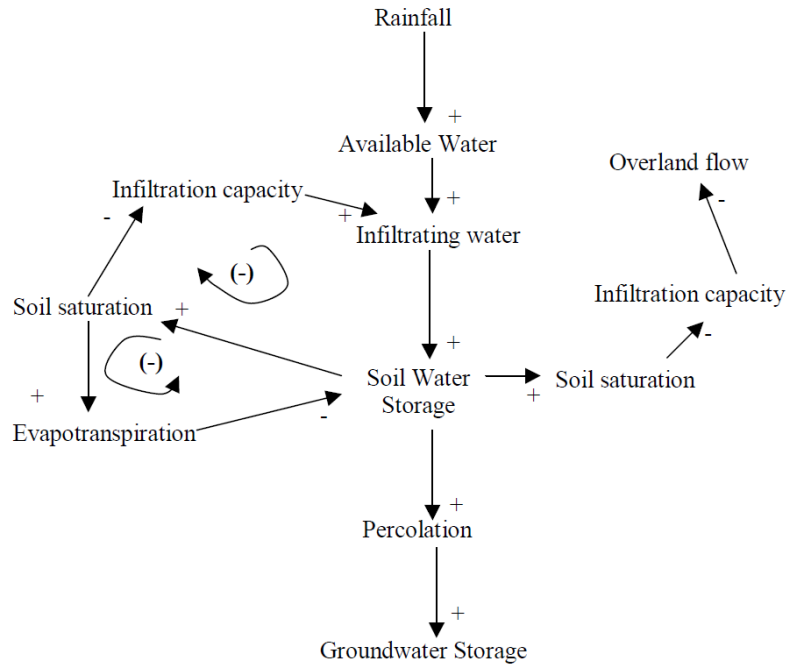 Rainfall
+
Available Water
Overland flow
Infiltration capacity
+
-
-
+
Infiltrating water
(-)
Infiltration capacity
Soil saturation
+
-
+
(-)
Soil Water
Storage
Soil saturation
+
+
-
Evapotranspiration
+
Percolation
+
Groundwater Storage